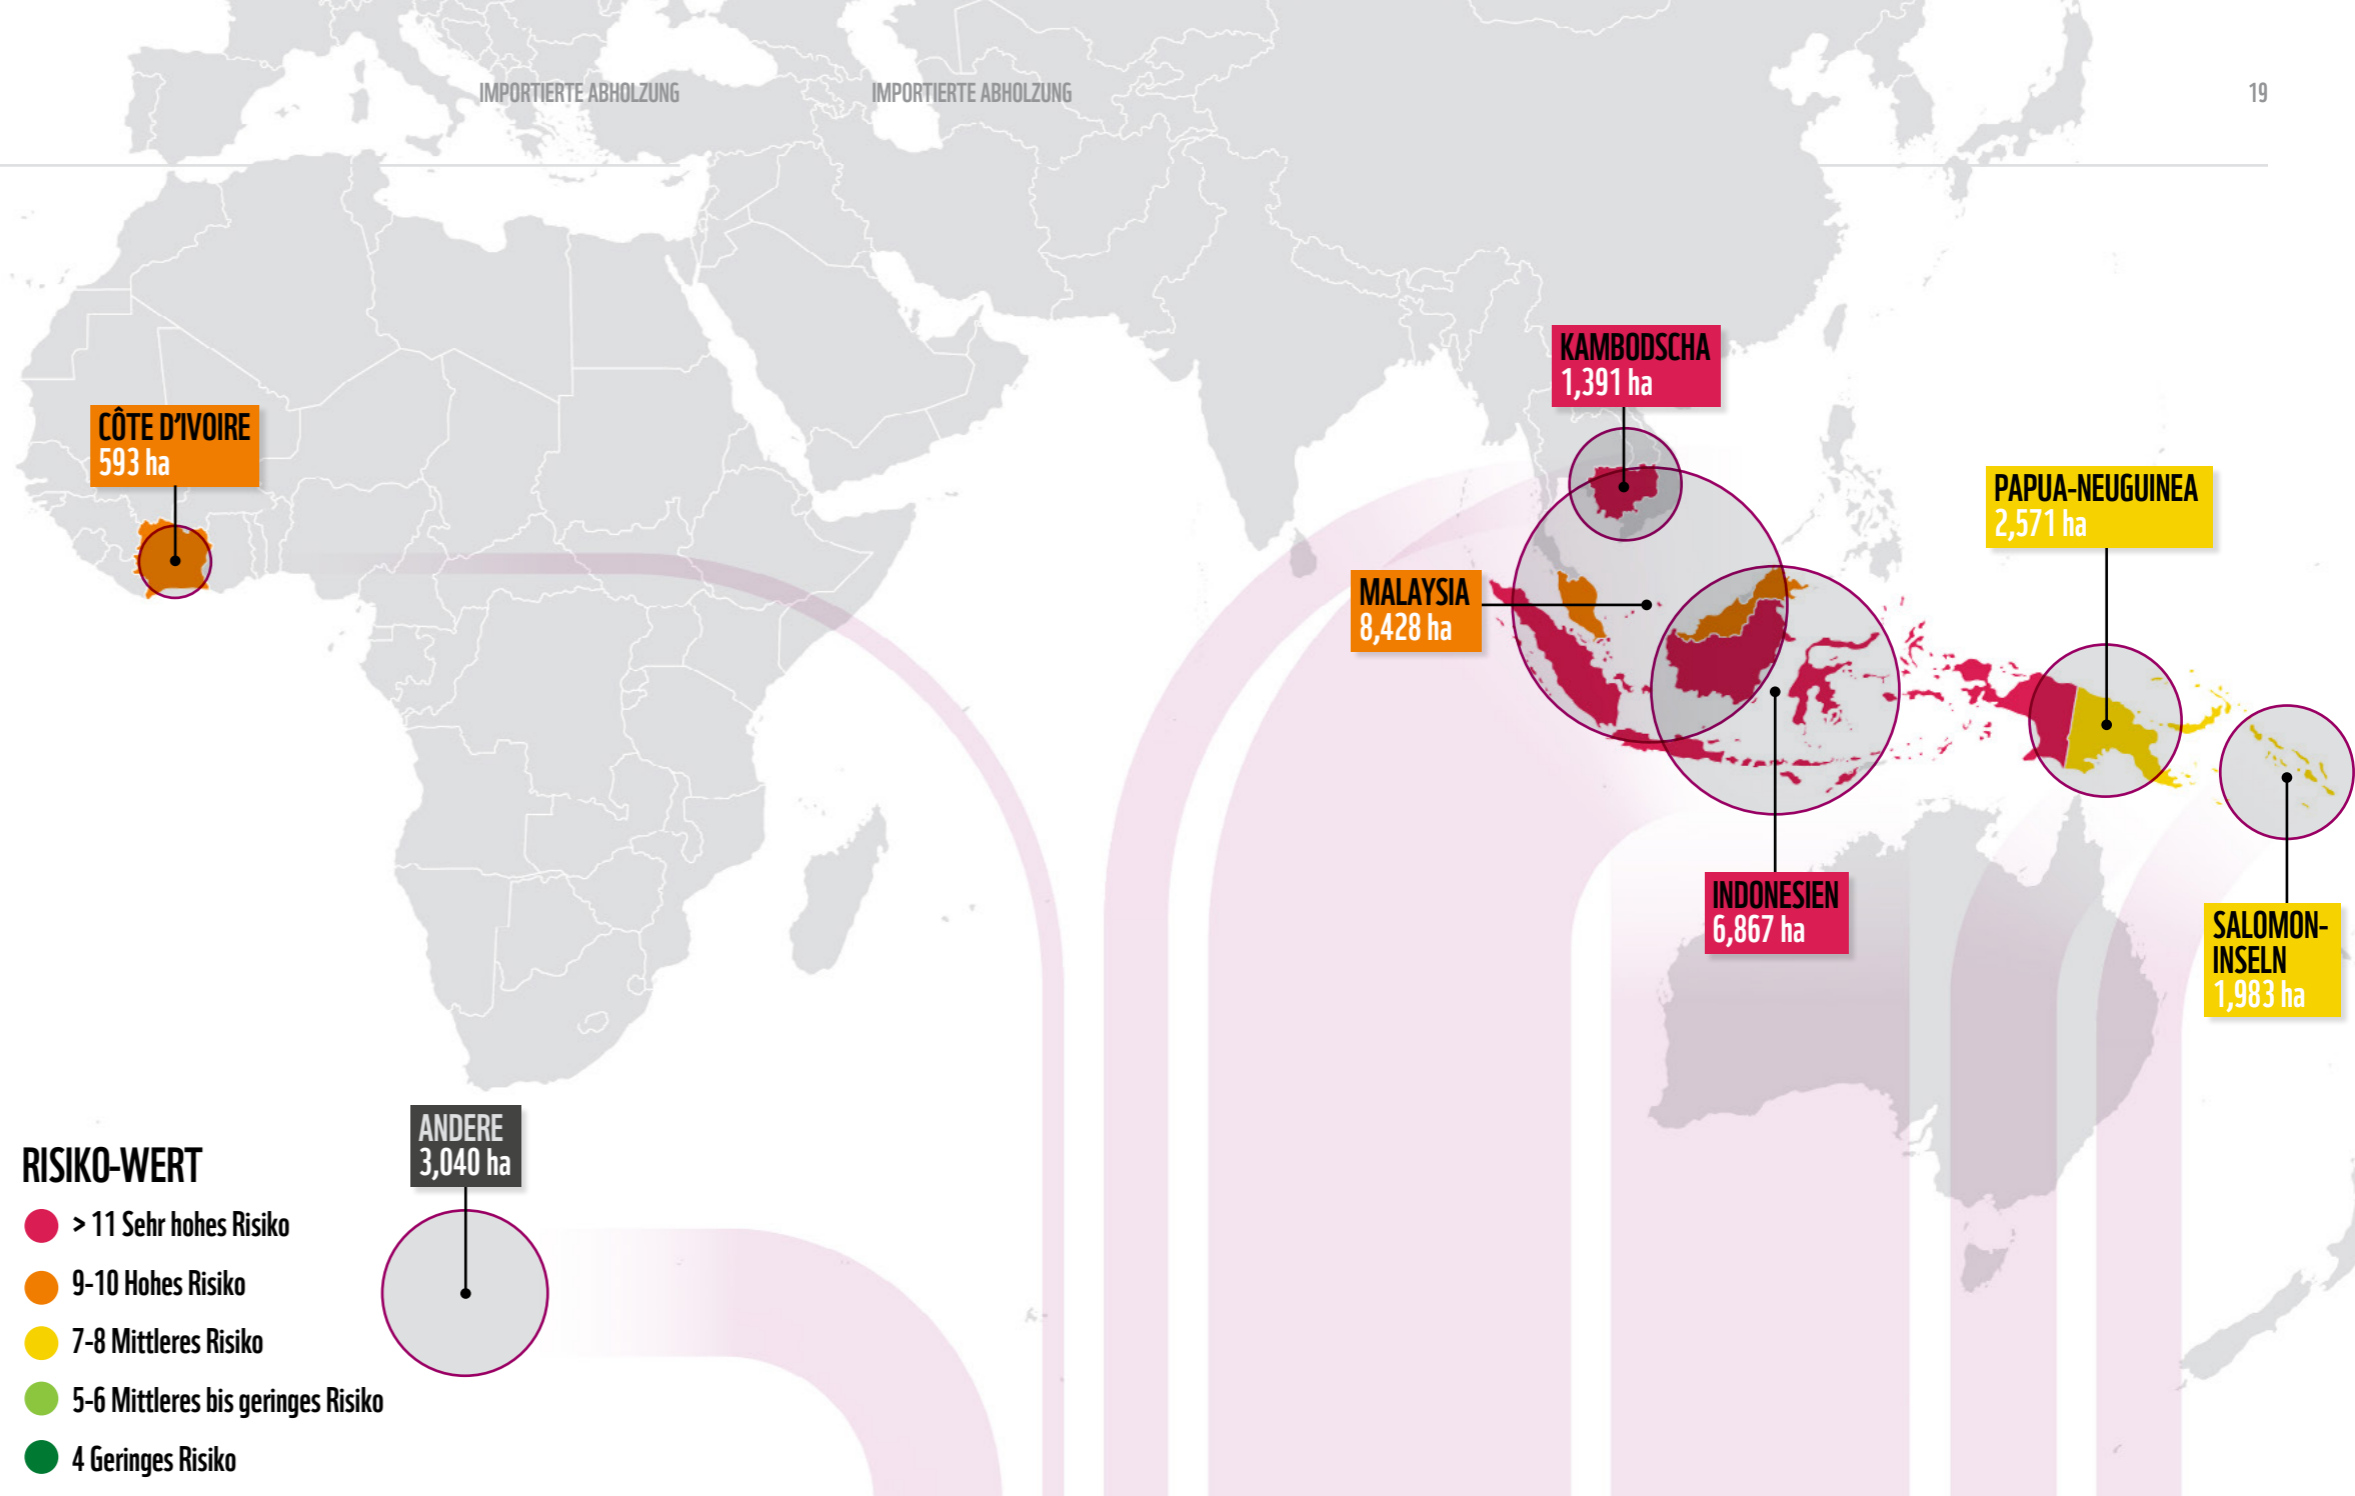 IMPORTIERTE ABHOLZUNG
IMPORTIERTE ABHOLZUNG
19
KAMBODSCHA
1,391 ha
CÔTE D'IVOIRE
593 ha
PAPUA-NEUGUINEA
2,571 ha
MALAYSIA
8,428 ha
INDONESIEN
6,867 ha
SALOMON-
INSELN
1,983 ha
ANDERE
3,040 ha
RISIKO-WERT
> 11 Sehr hohes Risiko
9-10 Hohes Risiko
7-8 Mittleres Risiko
5-6 Mittleres bis geringes Risiko
4 Geringes Risiko